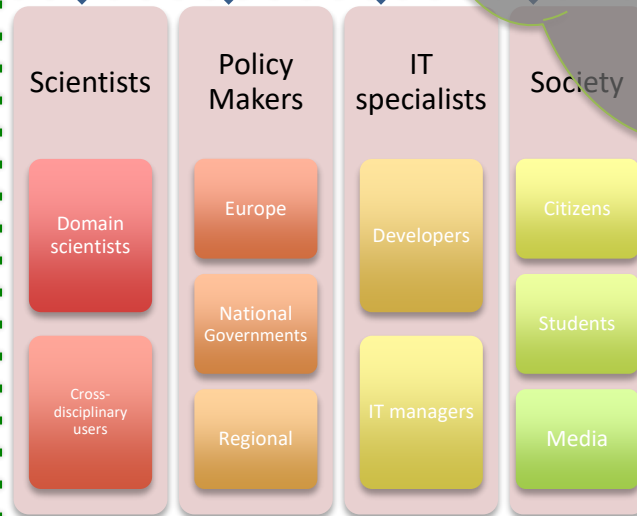 Scientists
Domain
scientists
Cross-
disciplinary
users
Policy
Makers
Europe
National
Governments
Regional
IT
specialists
Developers
IT managers
Society
Citizens
Students
Media